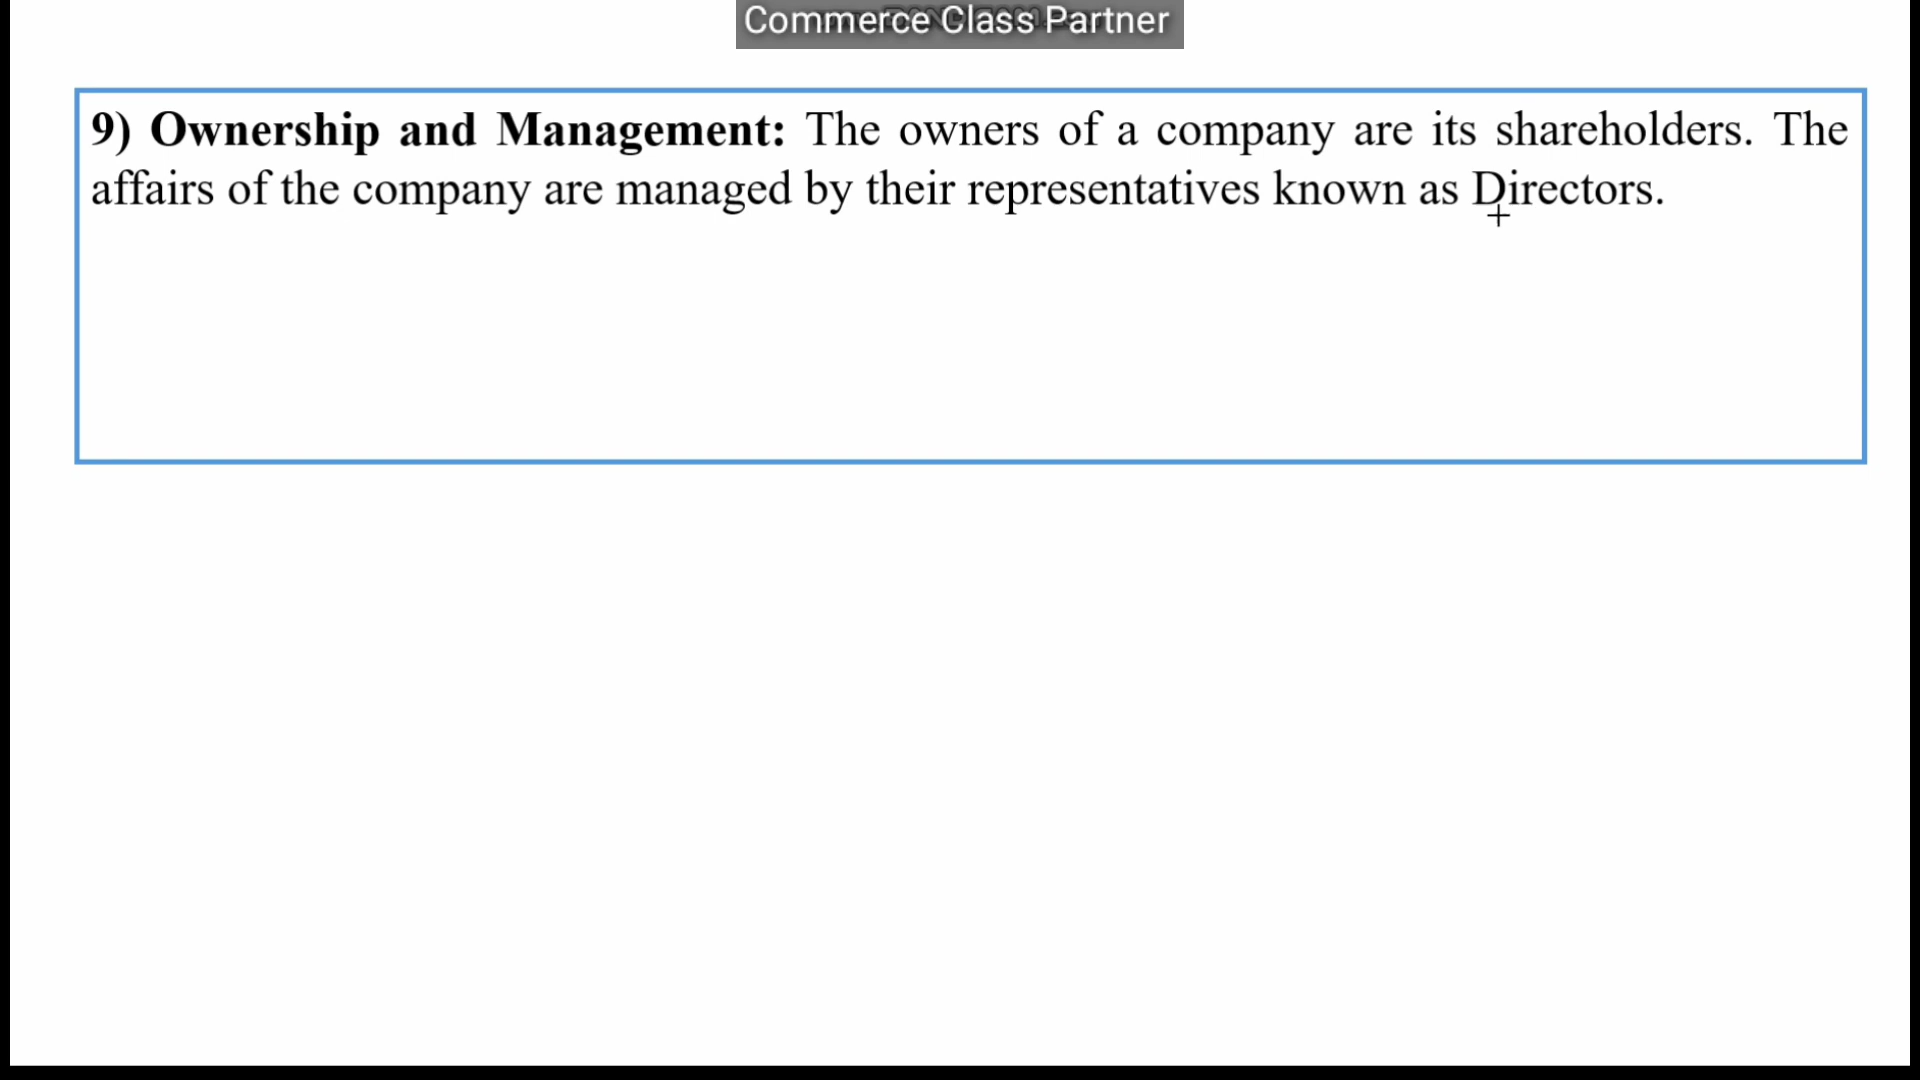 Commerce Class Partner
9) Ownership and Management: The owners of a company are its shareholders. The
affairs of the company are managed by their representatives known as Directors.